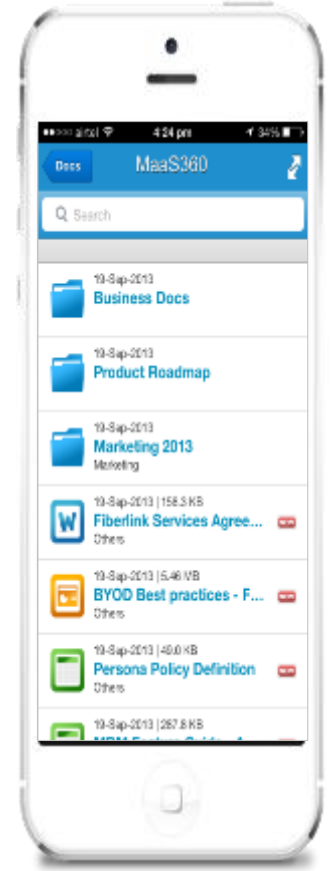 airtel 4:24 pm 34%
Docs
MaaS360
Search
19-Sep-2013
Business Docs
19-Sep-2013
Product Roadmap
19-Sep-2013
Marketing 2013
Marketing
19-Sep-2013 | 156.3 KB
W
Fiberlink Services Agree...
Others
19-Sep-2013 | 5.46 MB
BYOD Best practices - F...
Others
19-Sep-2013 | 49.0 KB
Persona Policy Definition
Others
19-Sep-2013 | 287.8 KB